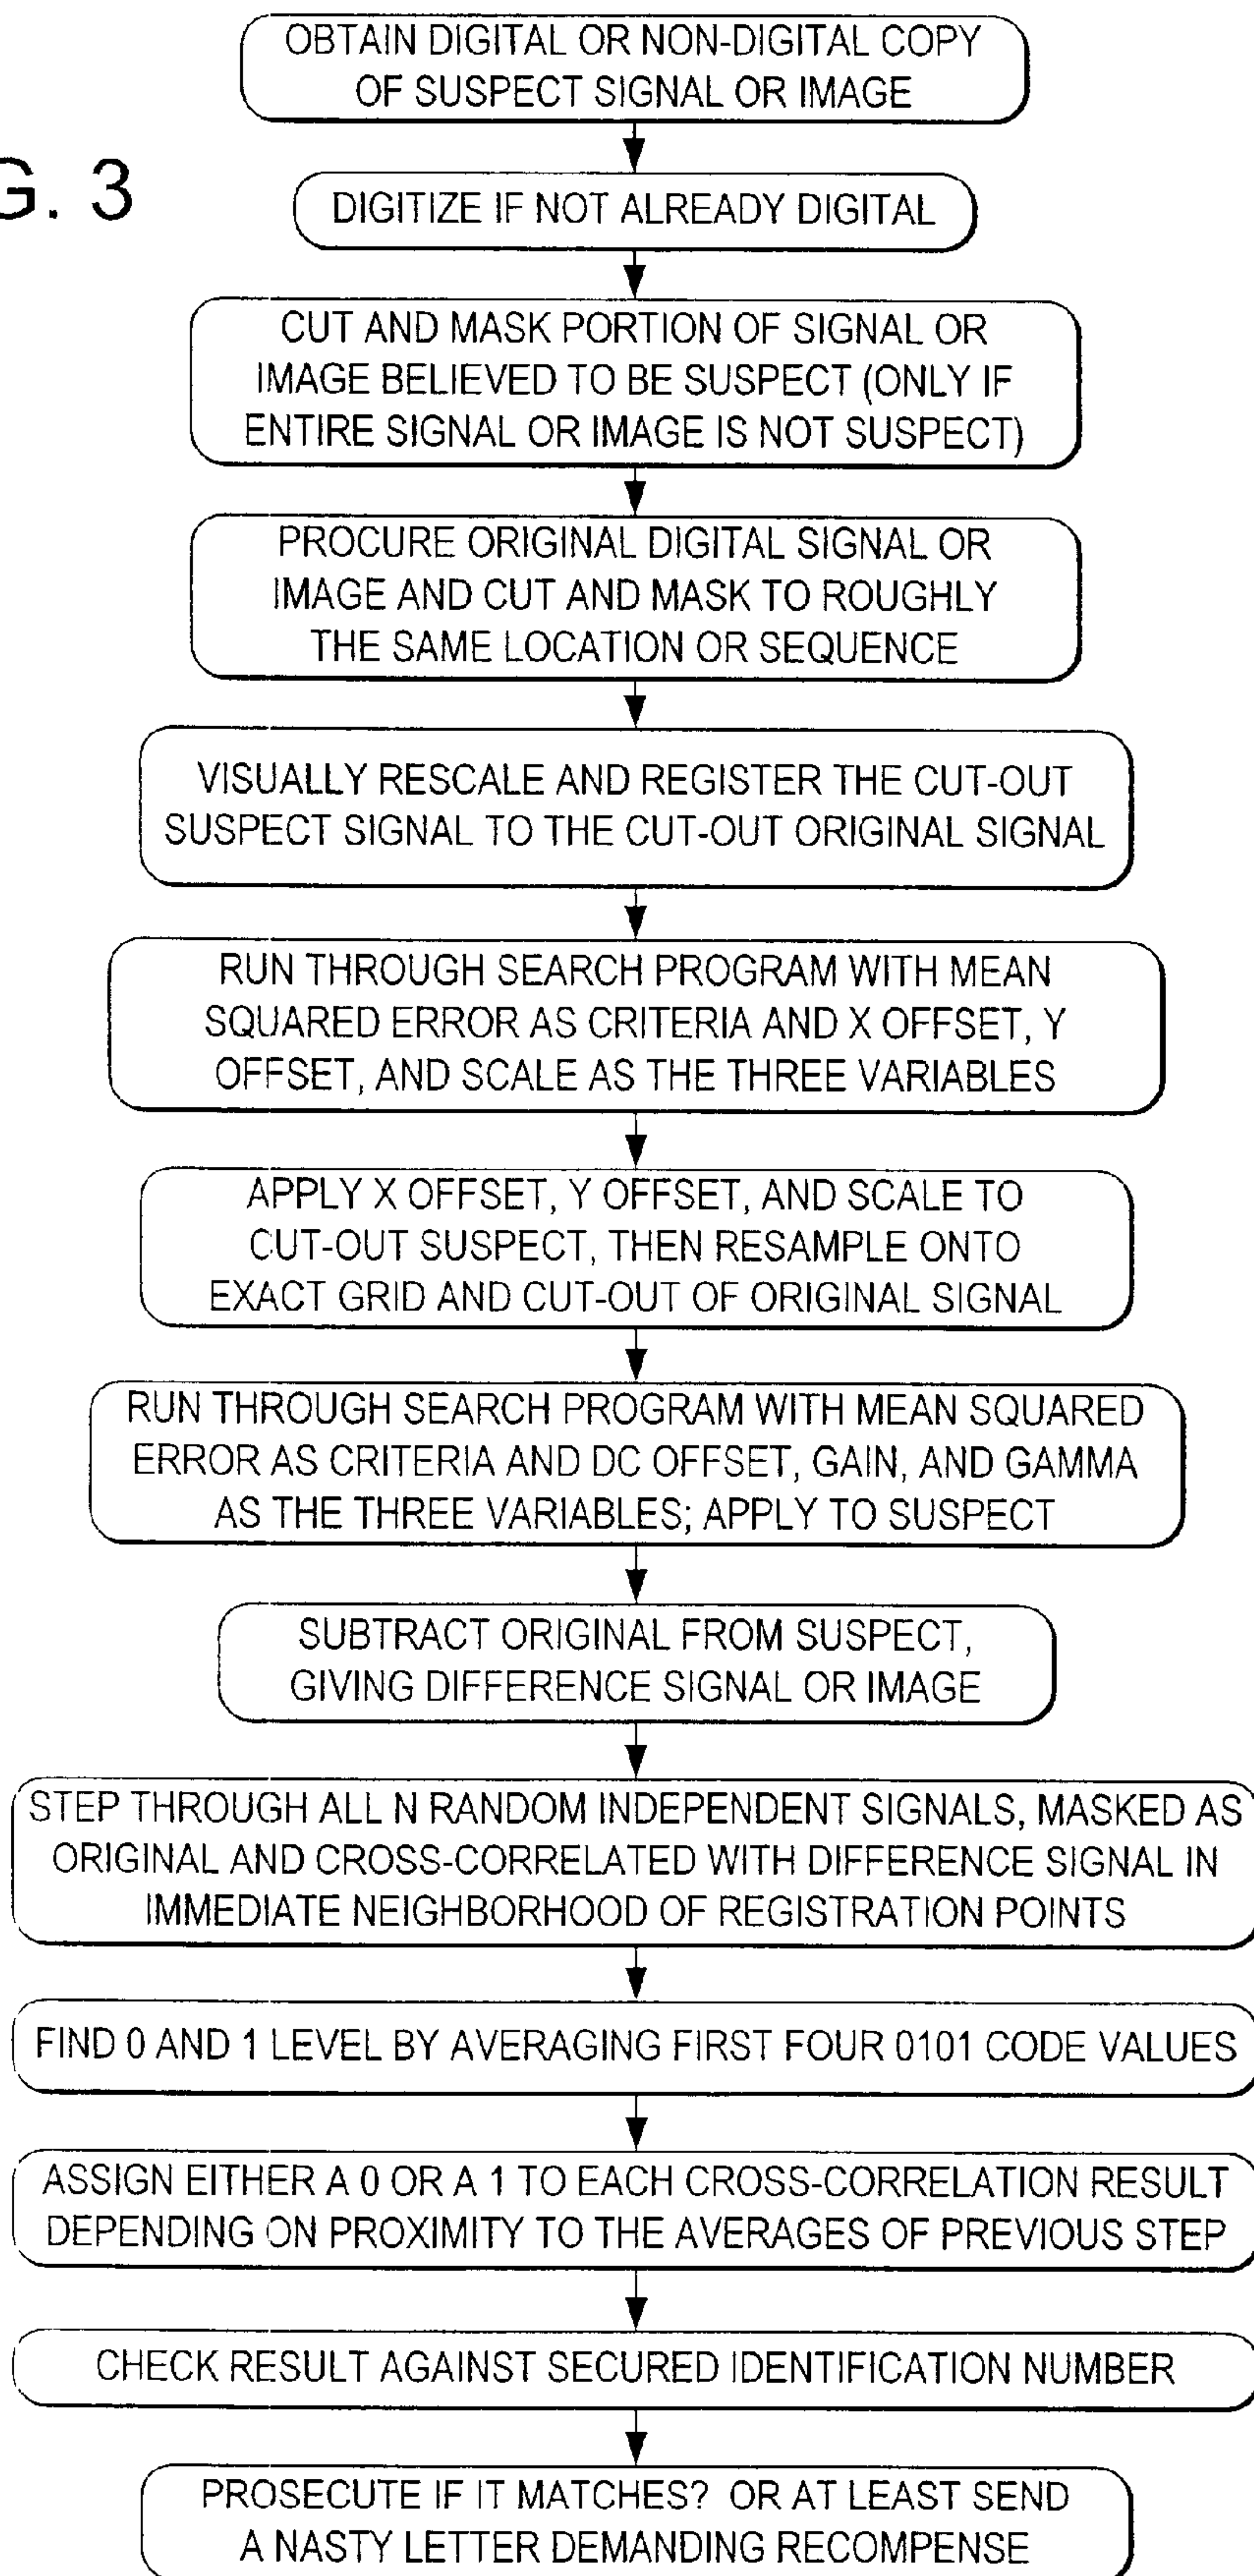 OBTAIN DIGITAL OR NON-DIGITAL COPY
OF SUSPECT SIGNAL OR IMAGE
G. 3
DIGITIZE IF NOT ALREADY DIGITAL
CUT AND MASK PORTION OF SIGNAL OR
IMAGE BELIEVED TO BE SUSPECT (ONLY IF
ENTIRE SIGNAL OR IMAGE IS NOT SUSPECT)
PROCURE ORIGINAL DIGITAL SIGNAL OR
IMAGE AND CUT AND MASK TO ROUGHLY
THE SAME LOCATION OR SEQUENCE
VISUALLY RESCALE AND REGISTER THE CUT-OUT
SUSPECT SIGNAL TO THE CUT-OUT ORIGINAL SIGNAL
RUN THROUGH SEARCH PROGRAM WITH MEAN
SQUARED ERROR AS CRITERIA AND X OFFSET, Y
OFFSET, AND SCALE AS THE THREE VARIABLES
APPLY X OFFSET, Y OFFSET, AND SCALE TO
CUT-OUT SUSPECT, THEN RESAMPLE ONTO
EXACT GRID AND CUT-OUT OF ORIGINAL SIGNAL
RUN THROUGH SEARCH PROGRAM WITH MEAN SQUARED
ERROR AS CRITERIA AND DC OFFSET, GAIN, AND GAMMA
AS THE THREE VARIABLES; APPLY TO SUSPECT
SUBTRACT ORIGINAL FROM SUSPECT,
GIVING DIFFERENCE SIGNAL OR IMAGE
STEP THROUGH ALL N RANDOM INDEPENDENT SIGNALS, MASKED AS
ORIGINAL AND CROSS-CORRELATED WITH DIFFERENCE SIGNAL IN
IMMEDIATE NEIGHBORHOOD OF REGISTRATION POINTS
FIND 0 AND 1 LEVEL BY AVERAGING FIRST FOUR 0101 CODE VALUES
ASSIGN EITHER A 0 OR A 1 TO EACH CROSS-CORRELATION RESULT
DEPENDING ON PROXIMITY TO THE AVERAGES OF PREVIOUS STEP
CHECK RESULT AGAINST SECURED IDENTIFICATION NUMBER
PROSECUTE IF IT MATCHES? OR AT LEAST SEND
A NASTY LETTER DEMANDING RECOMPENSE